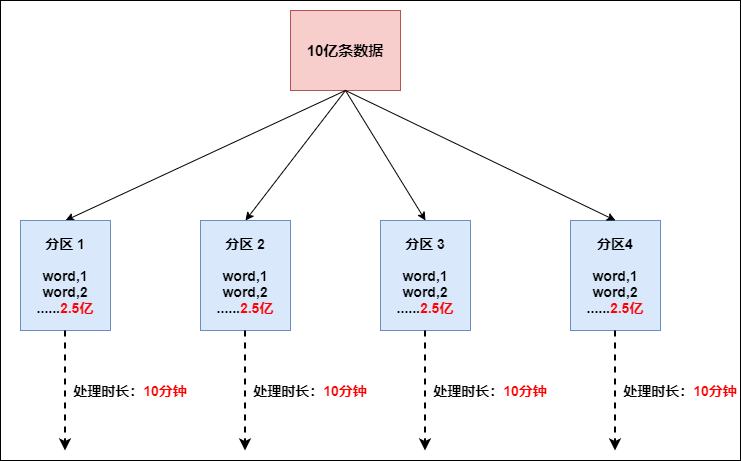 10亿条数据
分区 1
word,1
word,2
......2.5亿
分区 2
word,1
word,2
......2.5亿
分区 3
word,1
word,2
......2.5亿
分区4
word,1
word,2
......2.5亿
处理时长：10分钟
处理时长：10分钟
处理时长：10分钟
处理时长：10分钟